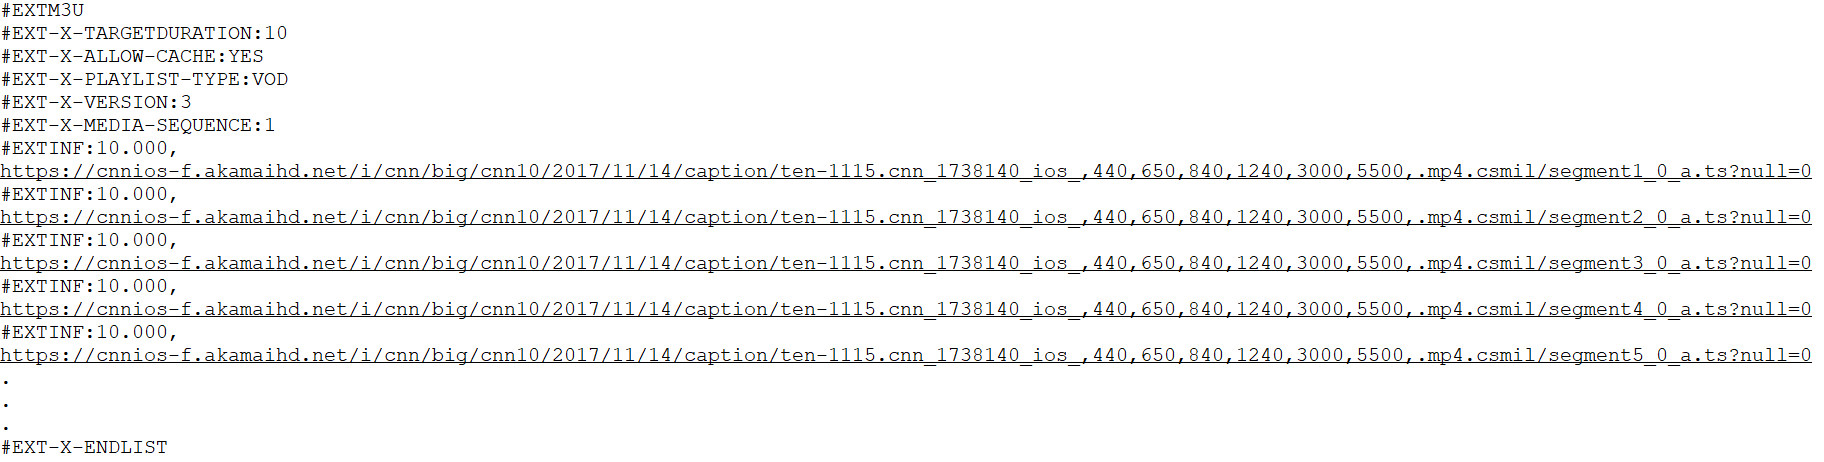 #EXTM3U
#EXT-X-TARGETDURATION:10
#EXT-X-ALLOW-CACHE:YES
#EXT-X-PLAYLIST-TYPE:VOD
#EXT-X-VERSION:3
#EXT-X-MEDIA-SEQUENCE:1
#EXTINF:10.000,
https://cnnios-f.akamaihd.net/i/cnn/big/cnn10/2017/11/14/caption/ten-1115.cnn_1738140_ios_,440,650,840,1240,3000,5500,.mp4.csmil/segment1_0_a.ts?null=0
#EXTINF:10.000,
https://cnnios-f.akamaihd.net/i/cnn/big/cnn10/2017/11/14/caption/ten-1115.cnn_1738140_ios_,440,650,840,1240,3000,5500,.mp4.csmil/segment2_0_a.ts?null=0
#EXTINF:10.000,
https://cnnios-f.akamaihd.net/i/cnn/big/cnn10/2017/11/14/caption/ten-1115.cnn_1738140_ios_,440,650,840,1240,3000,5500,.mp4.csmil/segment3_0_a.ts?null=0
#EXTINF:10.000,
https://cnnios-f.akamaihd.net/i/cnn/big/cnn10/2017/11/14/caption/ten-1115.cnn_1738140_ios_,440,650,840,1240,3000,5500,.mp4.csmil/segment4_0_a.ts?null=0
#EXTINF:10.000,
https://cnnios-f.akamaihd.net/i/cnn/big/cnn10/2017/11/14/caption/ten-1115.cnn_1738140_ios_,440,650,840,1240,3000,5500,.mp4.csmil/segment5_0_a.ts?null=0
.
.
.
#EXT-X-ENDLIST